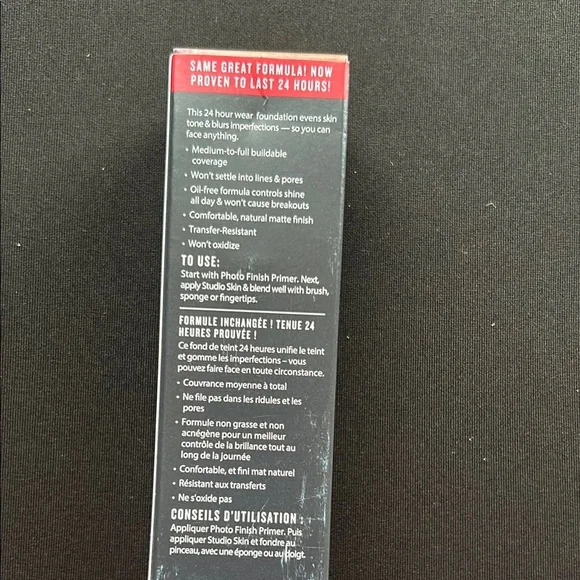 SAME GREAT FORMULA! NOW
PROVEN TO LAST 24 HOURS!
This 24 hour wear foundation evens skin
tone & blurs imperfections — so you can
face anything.
• Medium-to-full buildable
coverage
• Won't settle into lines & pores
• Oil-free formula controls shine
all day & won't cause breakouts
• Comfortable, natural matte finish
• Transfer-Resistant
• Won't oxidize
TO USE:
Start with Photo Finish Primer. Next,
apply Studio Skin & blend well with brush,
sponge or fingertips.
FORMULE INCHANGÉE ! TENUE 24
HEURES PROUVÉE !
Ce fond de teint 24 heures unifie le teint
et gomme les imperfections – vous
pouvez faire face en toute circonstance.
• Couvrance moyenne à total
• Ne file pas dans les ridules et les
pores
• Formule non grasse et non
acnégène pour un meilleur
contrôle de la brillance tout au
long de la journée
• Confortable, et fini mat naturel
• Résistant aux transferts
• Ne s'oxide pas
CONSEILS D'UTILISATION :
Appliquer Photo Finish Primer. Puis
appliquer Studio Skin et fondre au
pinceau, avec une éponge ou au doigt.